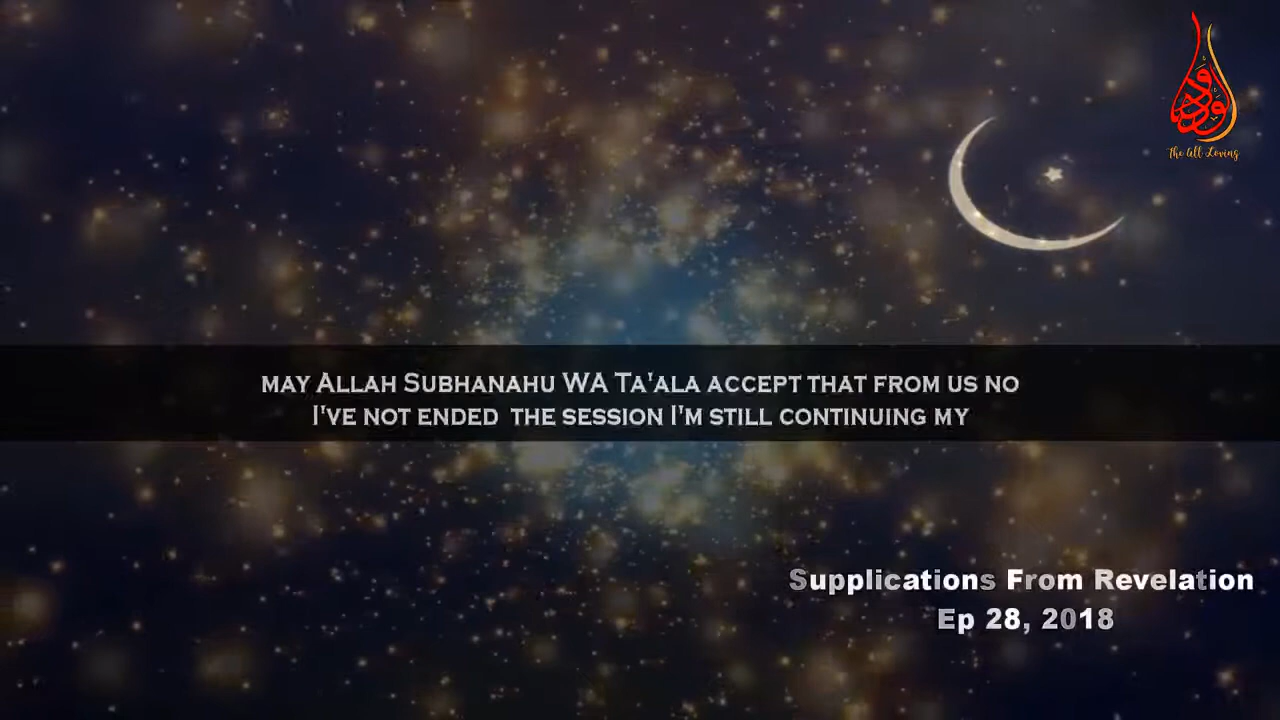 ودود
The All Loving
MAY ALLAH SUBHANAHU WA TA'ALA ACCEPT THAT FROM US NO
I'VE NOT ENDED THE SESSION I'M STILL CONTINUING MY
Supplications From Revelation
Ep 28, 2018